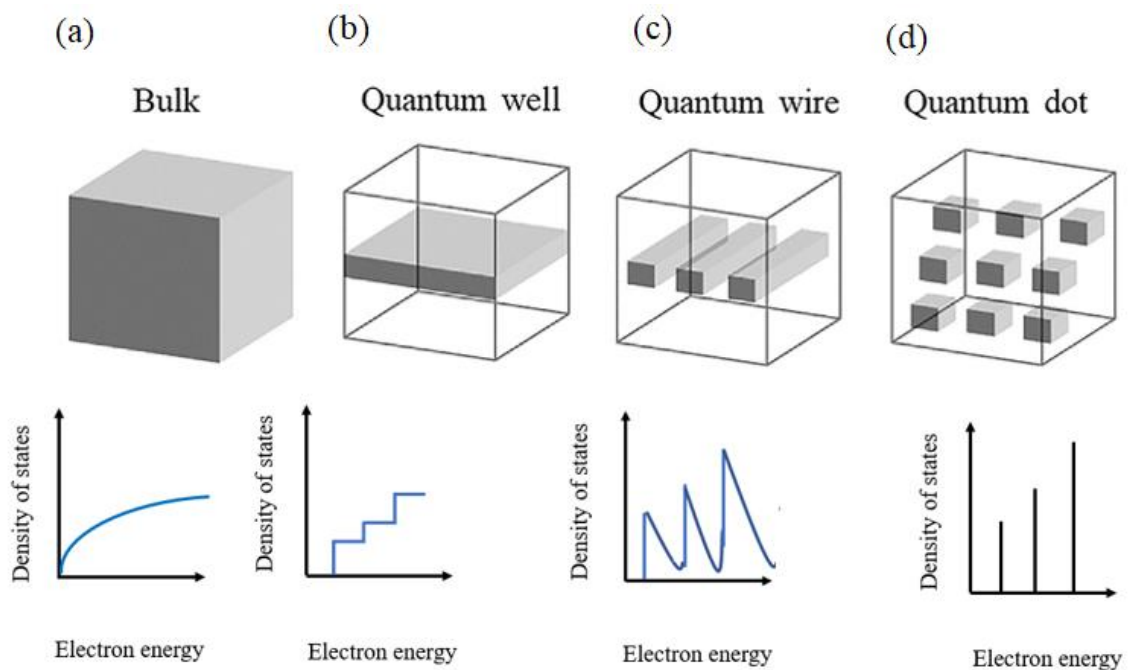 (a)
(b)
(c)
(d)
Bulk
Quantum well
Quantum wire
Quantum dot
Density of states
Density of states
Density of states
Density of states
Electron energy
Electron energy
Electron energy
Electron energy